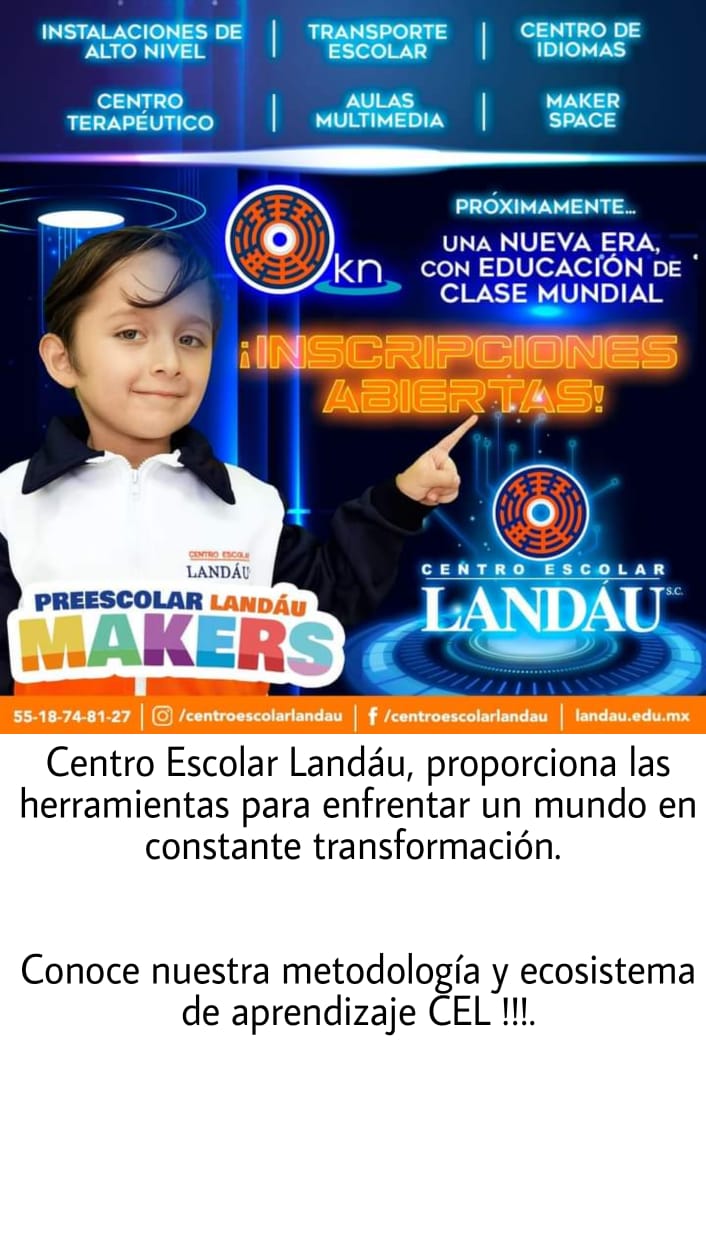 INSTALACIONES DE
ALTO NIVEL
TRANSPORTE
ESCOLAR
CENTRO DE
IDIOMAS
CENTRO
TERAPÉUTICO
AULAS
MULTIMEDIA
MAKER
SPACE
kn
PRÓXIMAMENTE...
UNA NUEVA ERA,
CON EDUCACIÓN DE
CLASE MUNDIAL
¡INSCRIPCIONES
ABIERTAS!
CENTRO ESCOLAR
LANDÁU S.C.
CENTRO ESCOLA
LANDÁU
PREESCOLAR LANDÁU
MAKERS
55-18-74-81-27 | /centroescolarlandau | /centroescolarlandau | landau.edu.mx
Centro Escolar Landáu, proporciona las
herramientas para enfrentar un mundo en
constante transformación.
Conoce nuestra metodología y ecosistema
de aprendizaje CEL !!!.